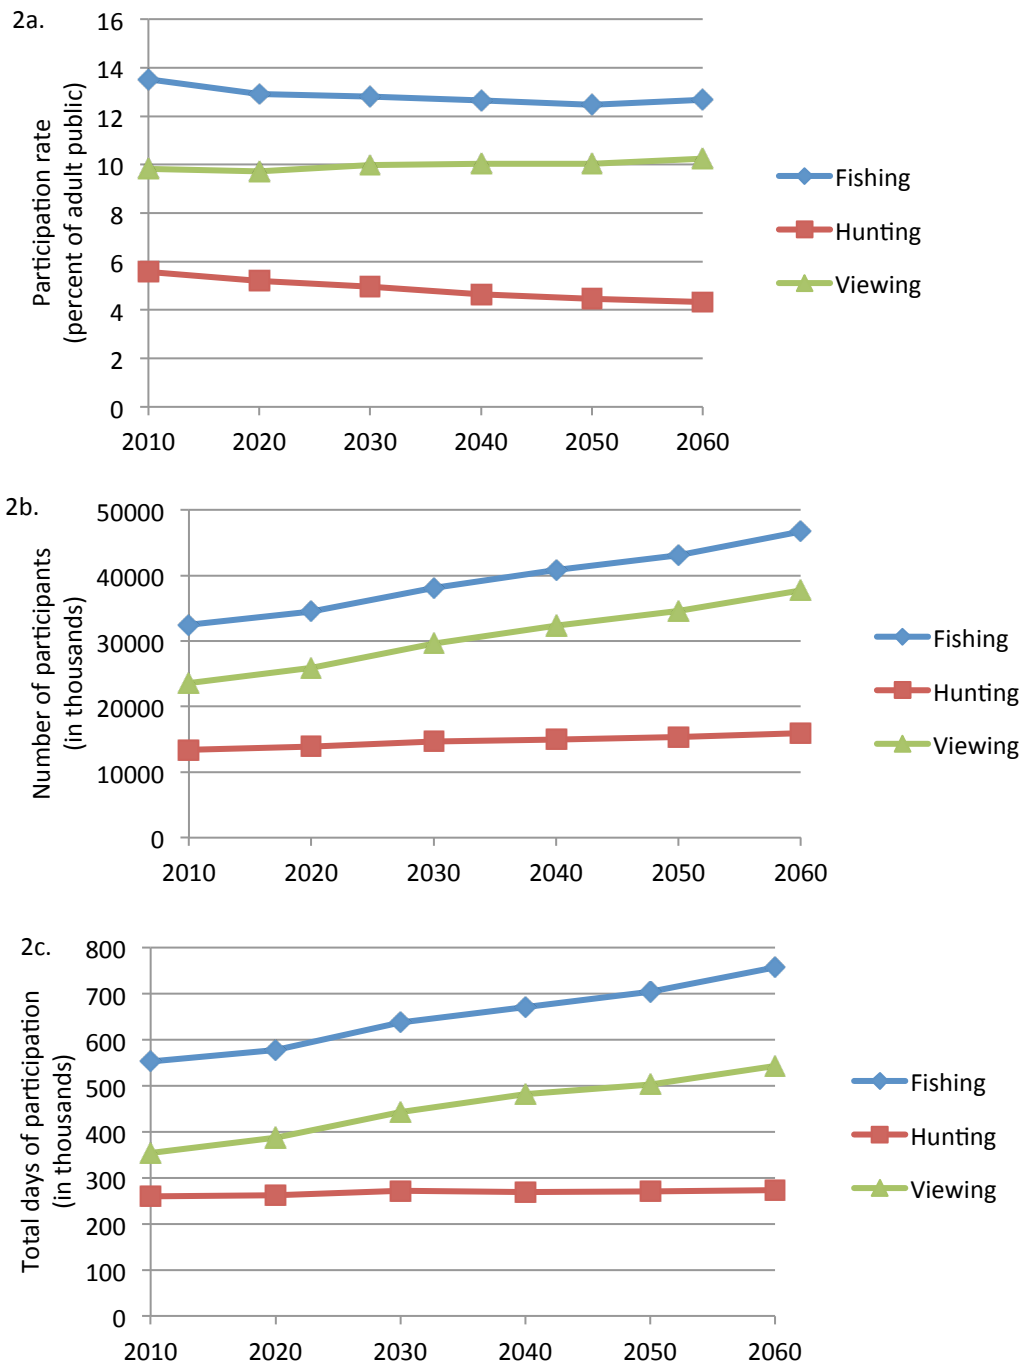 2a.
Participation rate
(percent of adult public)
16
14
12
10
8
6
4
2
0
2010 2020 2030 2040 2050 2060
Fishing
Hunting
Viewing
2b.
Number of participants
(in thousands)
50000
40000
30000
20000
10000
0
2010 2020 2030 2040 2050 2060
Fishing
Hunting
Viewing
2c.
Total days of participation
(in thousands)
800
700
600
500
400
300
200
100
0
2010 2020 2030 2040 2050 2060
Fishing
Hunting
Viewing